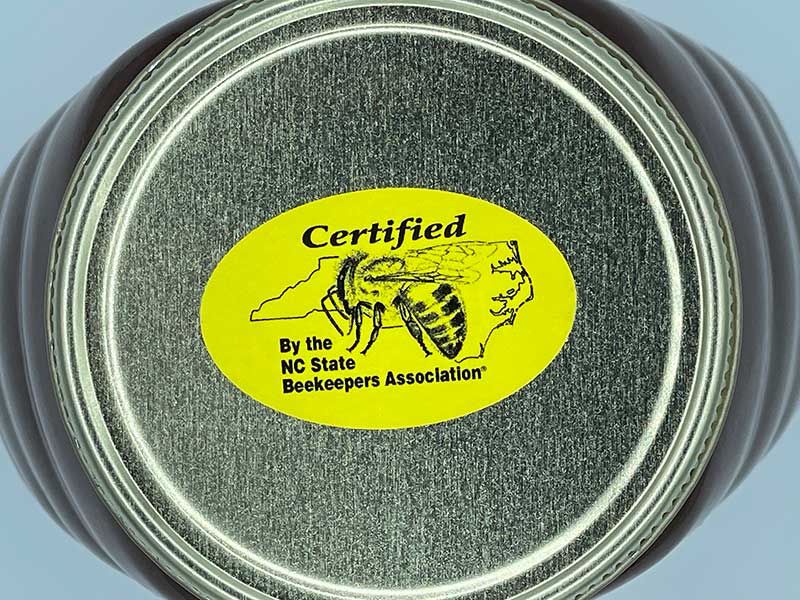 Certified
By the
NC State
Beekeepers Association®